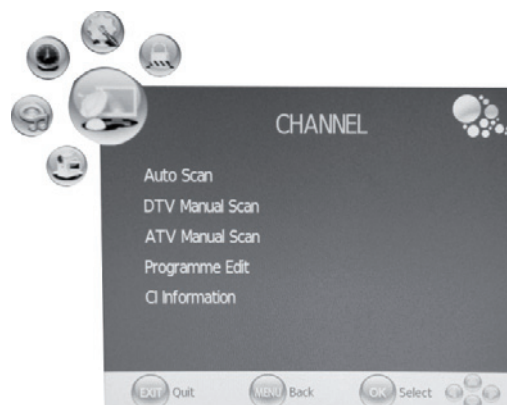 CHANNEL
Auto Scan
DTV Manual Scan
ATV Manual Scan
Programme Edit
CI Information
EXIT Quit MENU Back OK Select